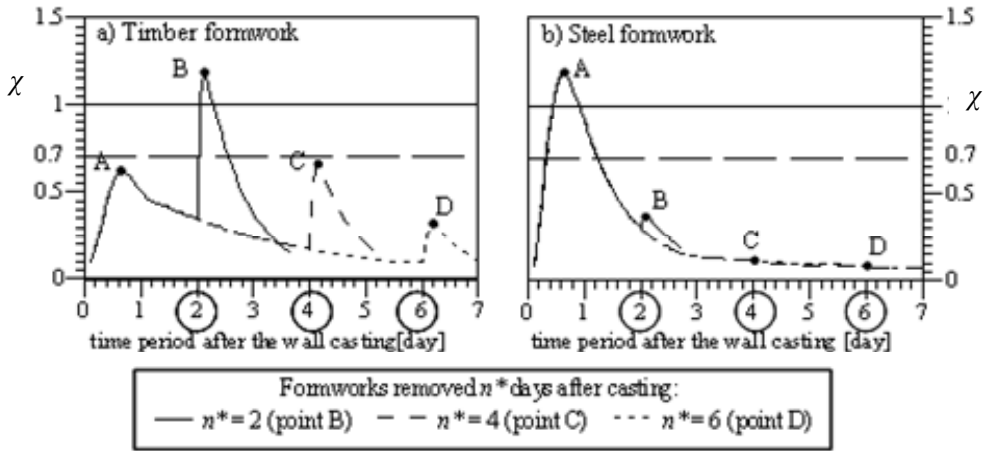 1.5
a) Timber formwork
B
χ
1
0.7
A
C
0.5
D
0
0 1 2 3 4 5 6 7
time period after the wall casting[day]
1.5
b) Steel formwork
A
1
χ
0.7
0.5
B
C
D
0
0 1 2 3 4 5 6 7
time period after the wall casting [day]
Formworks removed n* days after casting:
n*= 2 (point B) n*= 4 (point C) n*= 6 (point D)